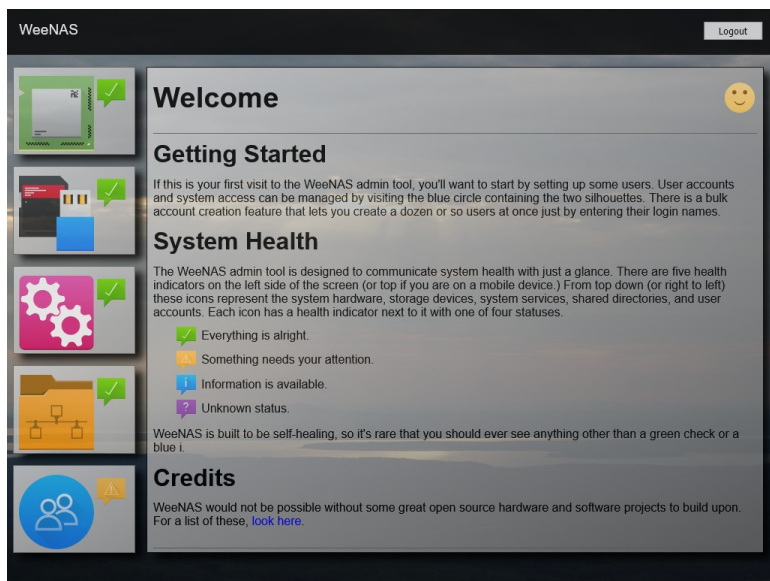 WeeNAS
Logout
Welcome
Getting Started
If this is your first visit to the WeeNAS admin tool, you'll want to start by setting up some users. User accounts
and system access can be managed by visiting the blue circle containing the two silhouettes. There is a bulk
account creation feature that lets you create a dozen or so users at once just by entering their login names.
System Health
The WeeNAS admin tool is designed to communicate system health with just a glance. There are five health
indicators on the left side of the screen (or top if you are on a mobile device.) From top down (or right to left)
these icons represent the system hardware, storage devices, system services, shared directories, and user
accounts. Each icon has a health indicator next to it with one of four statuses.
Everything is alright.
Something needs your attention.
Information is available.
Unknown status.
WeeNAS is built to be self-healing, so it's rare that you should ever see anything other than a green check or a
blue i.
Credits
WeeNAS would not be possible without some great open source hardware and software projects to build upon.
For a list of these, look here.